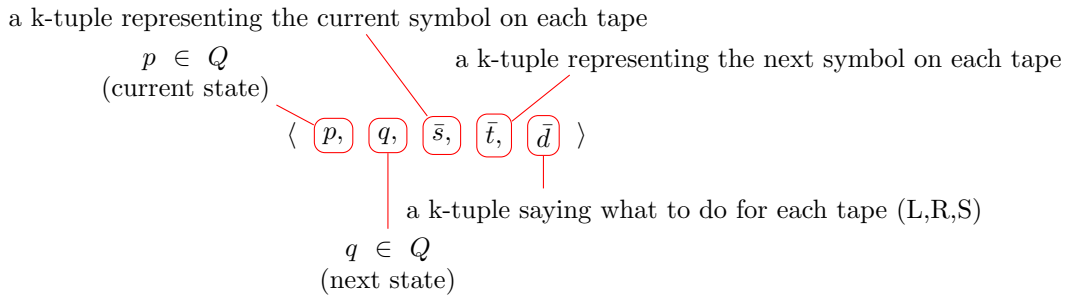 a k-tuple representing the current symbol on each tape
p ∈ Q
(current state)
a k-tuple representing the next symbol on each tape
⟨ p, q, s̄, t̄, d̄ ⟩
a k-tuple saying what to do for each tape (L,R,S)
q ∈ Q
(next state)